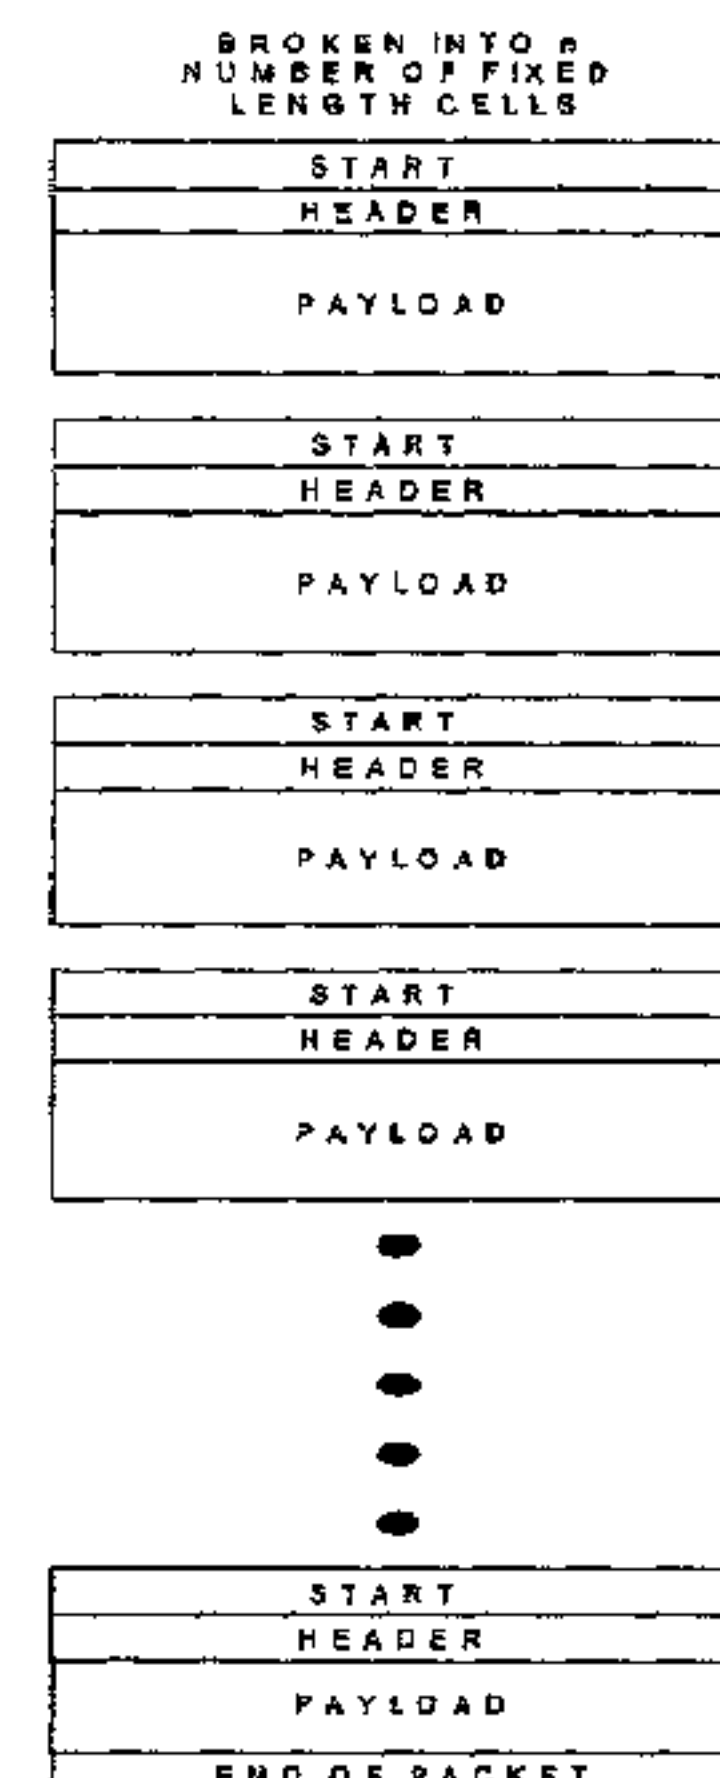 BROKEN INTO n
NUMBER OF FIXED
LENGTH CELLS
START
HEADER
PAYLOAD
START
HEADER
PAYLOAD
START
HEADER
PAYLOAD
START
HEADER
PAYLOAD
START
HEADER
PAYLOAD
END OF PACKET